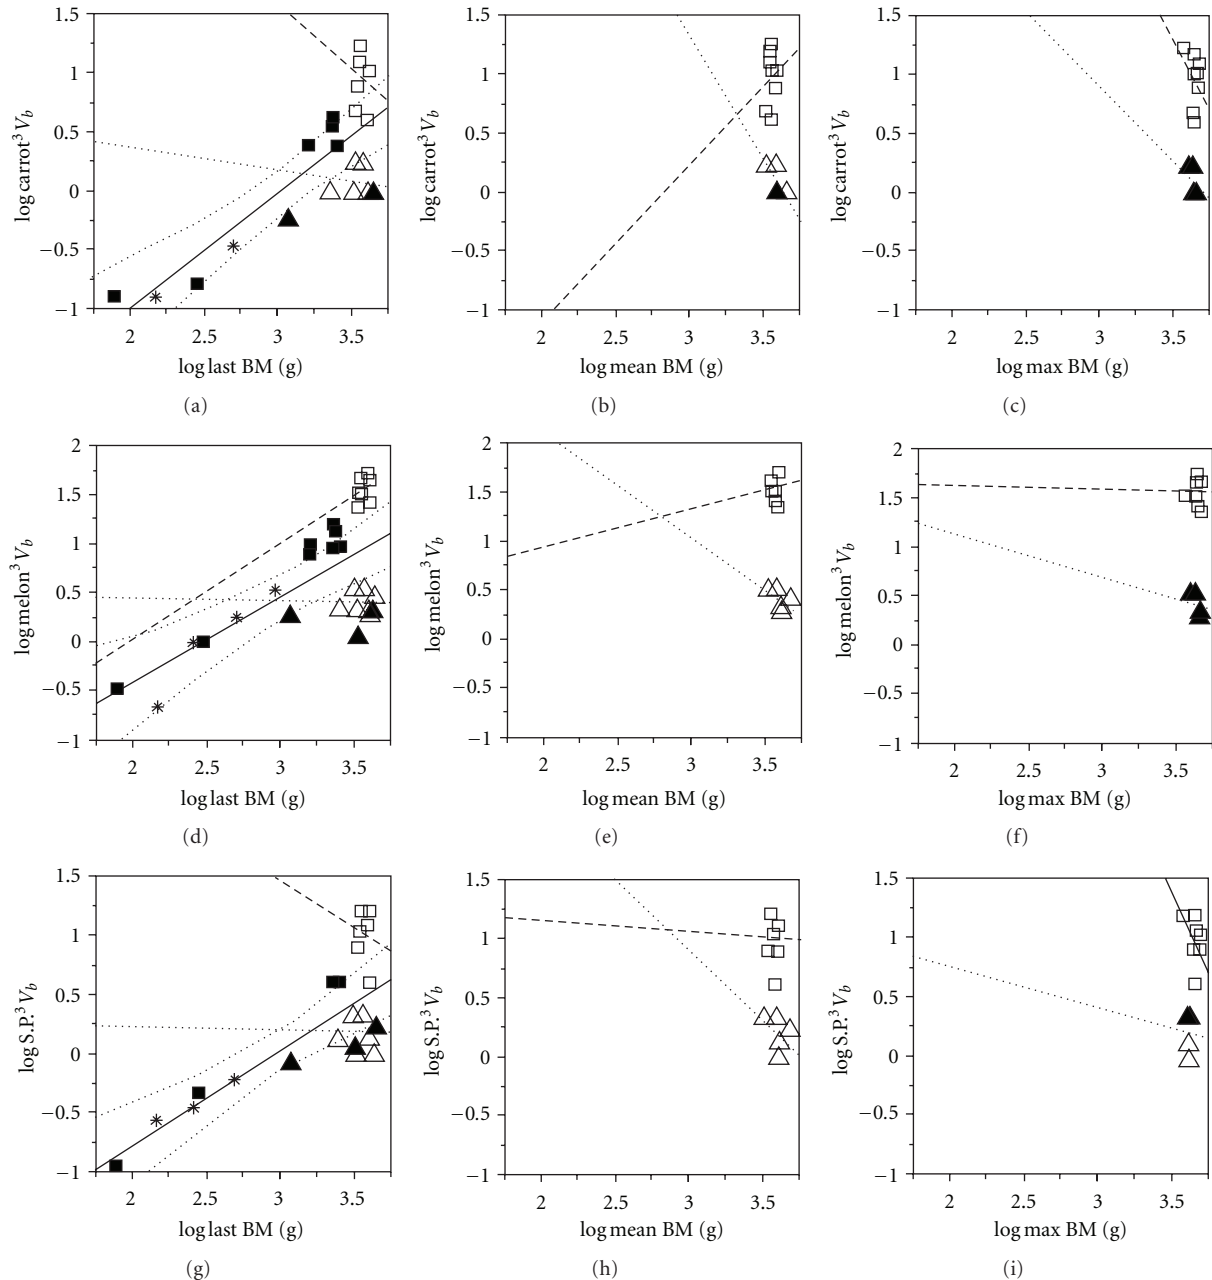 1.5
1
0.5
0
−0.5
−1
log carrot³ V_b
2 2.5 3 3.5
log last BM (g)
(a)
1.5
1
0.5
0
−0.5
−1
log carrot³ V_b
2 2.5 3 3.5
log mean BM (g)
(b)
1.5
1
0.5
0
−0.5
−1
log carrot³ V_b
2 2.5 3 3.5
log max BM (g)
(c)
2
1.5
1
0.5
0
−0.5
−1
log melon³ V_b
2 2.5 3 3.5
log last BM (g)
(d)
2
1.5
1
0.5
0
−0.5
−1
log melon³ V_b
2 2.5 3 3.5
log mean BM (g)
(e)
2
1.5
1
0.5
0
−0.5
−1
log melon³ V_b
2 2.5 3 3.5
log max BM (g)
(f)
1.5
1
0.5
0
−0.5
−1
log S.P.³ V_b
2 2.5 3 3.5
log last BM (g)
(g)
1.5
1
0.5
0
−0.5
−1
log S.P.³ V_b
2 2.5 3 3.5
log mean BM (g)
(h)
1.5
1
0.5
0
−0.5
−1
log S.P.³ V_b
2 2.5 3 3.5
log max BM (g)
(i)